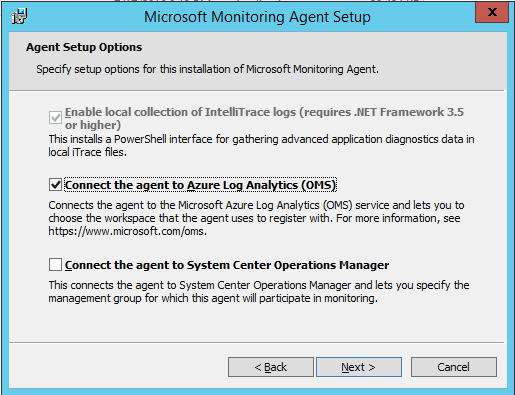 Microsoft Monitoring Agent Setup
x
Agent Setup Options
Specify setup options for this installation of Microsoft Monitoring Agent.
Enable local collection of IntelliTrace logs (requires .NET Framework 3.5
or higher)
This installs a PowerShell interface for gathering advanced application diagnostics data in
local iTrace files.
Connect the agent to Azure Log Analytics (OMS)
Connects the agent to the Microsoft Azure Log Analytics (OMS) service and lets you to
choose the workspace that the agent uses to register with. For more information, see
https://www.microsoft.com/oms.
Connect the agent to System Center Operations Manager
This connects the agent to System Center Operations Manager and lets you specify the
management group for which this agent will participate in monitoring.
< Back
Next >
Cancel